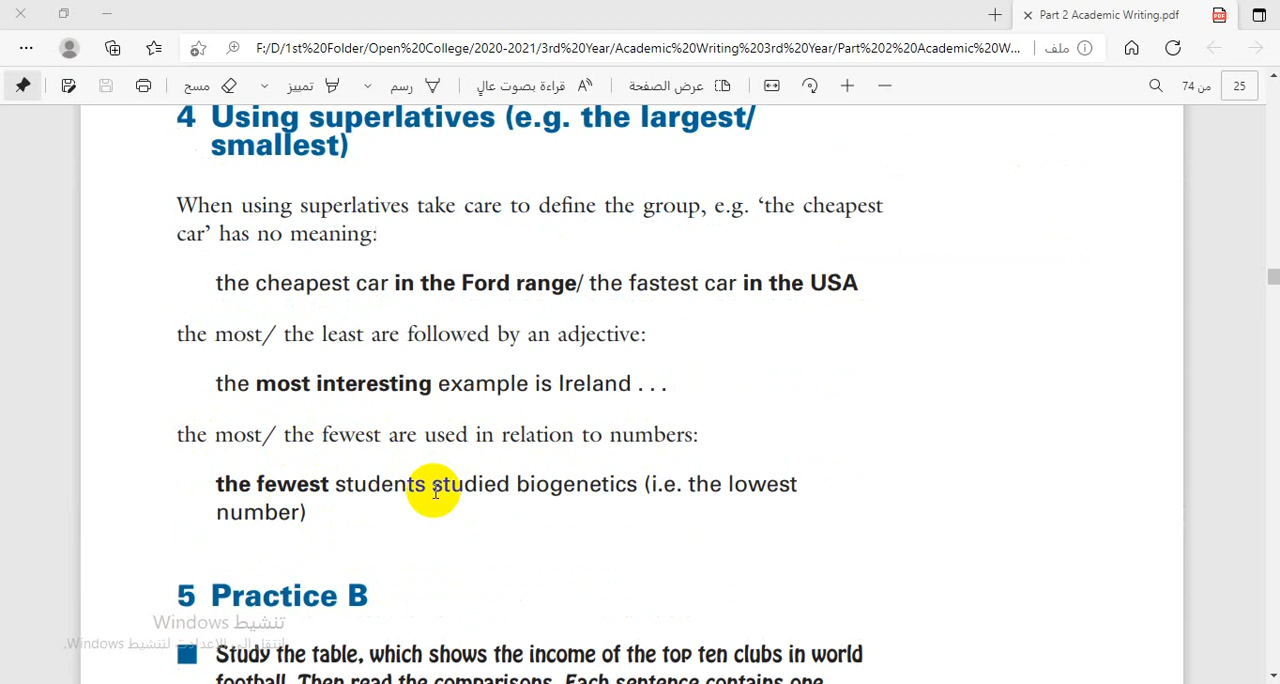 Part 2 Academic Writing.pdf
F:/D/1st%20Folder/Open%20College/2020-2021/3rd%20Year/Academic%20Writing%203rd%20Year/Part%202%20Academic%20W...
ملف
مسح
تمييز
رسم
قراءة بصوت عالٍ
عرض الصفحة
من 74
25
4 Using superlatives (e.g. the largest/
smallest)
When using superlatives take care to define the group, e.g. ‘the cheapest
car’ has no meaning:
the cheapest car in the Ford range/ the fastest car in the USA
the most/ the least are followed by an adjective:
the most interesting example is Ireland . . .
the most/ the fewest are used in relation to numbers:
the fewest students studied biogenetics (i.e. the lowest
number)
5 Practice B
تنشيط Windows
انتقل إلى الإعدادات لتنشيط Windows.
Study the table, which shows the income of the top ten clubs in world
football. Then read the comparisons. Each sentence contains one